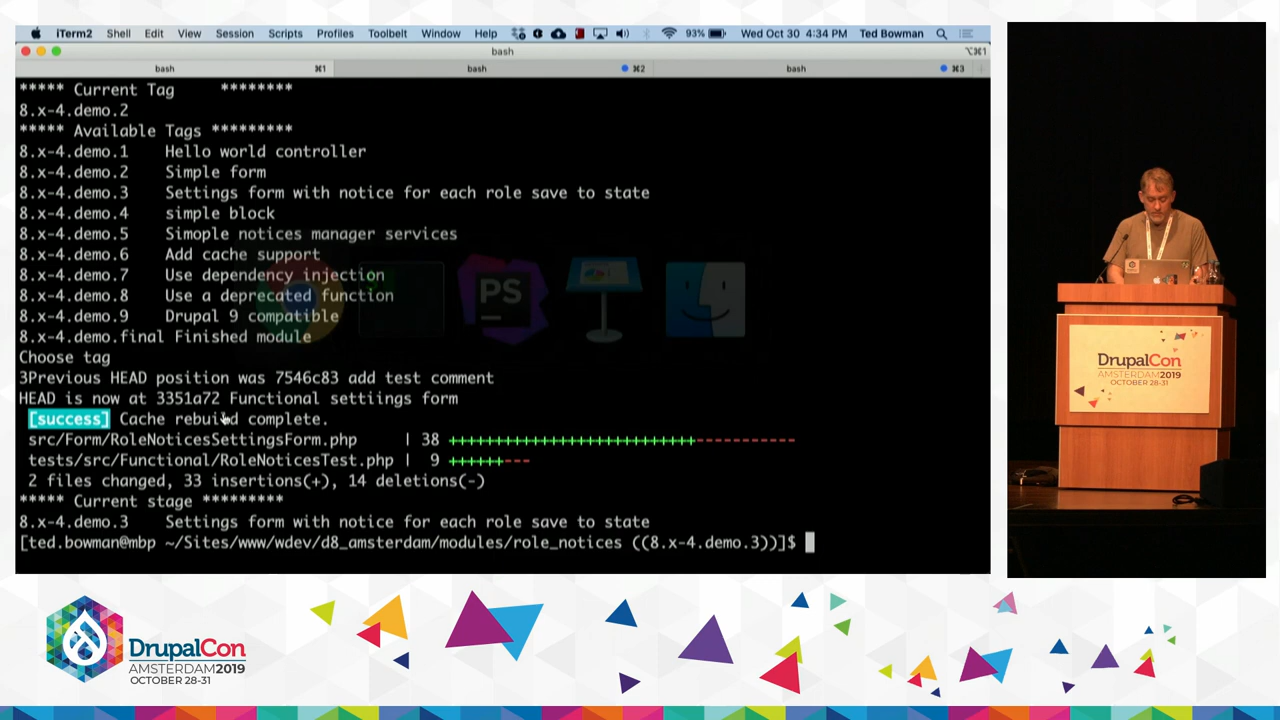 iTerm2 Shell Edit View Session Scripts Profiles Toolbelt Window Help 93% Wed Oct 30 4:34 PM Ted Bowman
bash ⌥⌘1
bash ⌘1 bash ⌘2 bash ⌘3
***** Current Tag ********
8.x-4.demo.2
***** Available Tags *********
8.x-4.demo.1 Hello world controller
8.x-4.demo.2 Simple form
8.x-4.demo.3 Settings form with notice for each role save to state
8.x-4.demo.4 simple block
8.x-4.demo.5 Simople notices manager services
8.x-4.demo.6 Add cache support
8.x-4.demo.7 Use dependency injection
8.x-4.demo.8 Use a deprecated function
8.x-4.demo.9 Drupal 9 compatible
8.x-4.demo.final Finished module
Choose tag
3Previous HEAD position was 7546c83 add test comment
HEAD is now at 3351a72 Functional settiings form
[success] Cache rebuild complete.
src/Form/RoleNoticesSettingsForm.php | 38 +++++++++++++++++++++++++++-----------
tests/src/Functional/RoleNoticesTest.php | 9 ++++++---
2 files changed, 33 insertions(+), 14 deletions(-)
***** Current stage *********
8.x-4.demo.3 Settings form with notice for each role save to state
[ted.bowman@mbp ~/Sites/www/wdev/d8_amsterdam/modules/role_notices ((8.x-4.demo.3))]$
PS
DrupalCon
AMSTERDAM 2019
OCTOBER 28-31
DrupalCon
AMSTERDAM 2019
OCTOBER 28-31